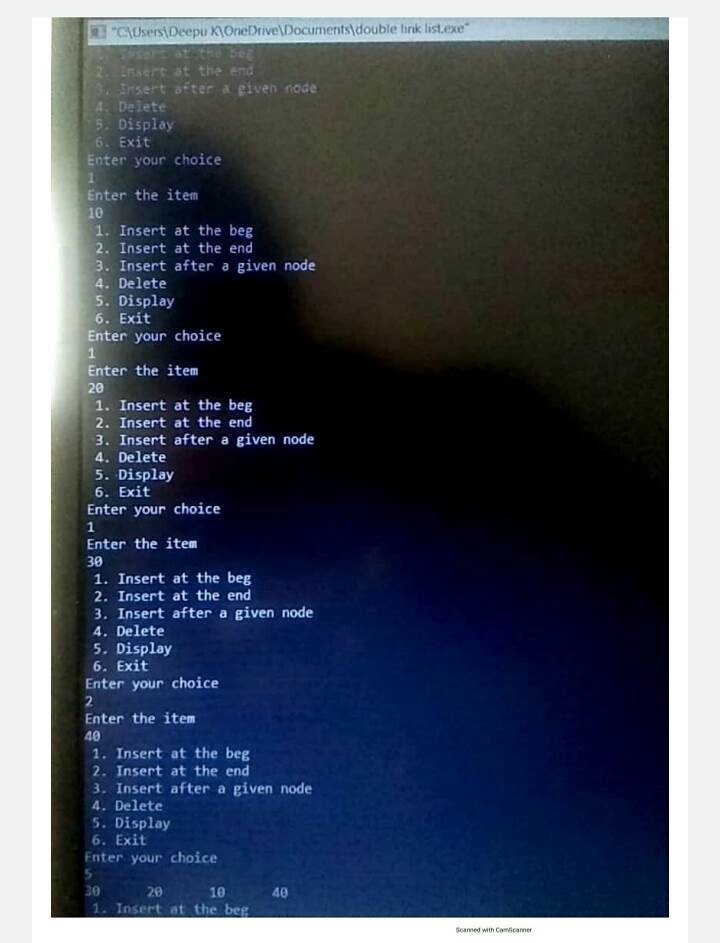 "C:\Users\Deepu K\OneDrive\Documents\double link list.exe"
1. Insert at the beg
2. Insert at the end
3. Insert after a given node
4. Delete
5. Display
6. Exit
Enter your choice
1
Enter the item
10
1. Insert at the beg
2. Insert at the end
3. Insert after a given node
4. Delete
5. Display
6. Exit
Enter your choice
1
Enter the item
20
1. Insert at the beg
2. Insert at the end
3. Insert after a given node
4. Delete
5. Display
6. Exit
Enter your choice
1
Enter the item
30
1. Insert at the beg
2. Insert at the end
3. Insert after a given node
4. Delete
5. Display
6. Exit
Enter your choice
2
Enter the item
40
1. Insert at the beg
2. Insert at the end
3. Insert after a given node
4. Delete
5. Display
6. Exit
Enter your choice
5
30 20 10 40
1. Insert at the beg
Scanned with CamScanner